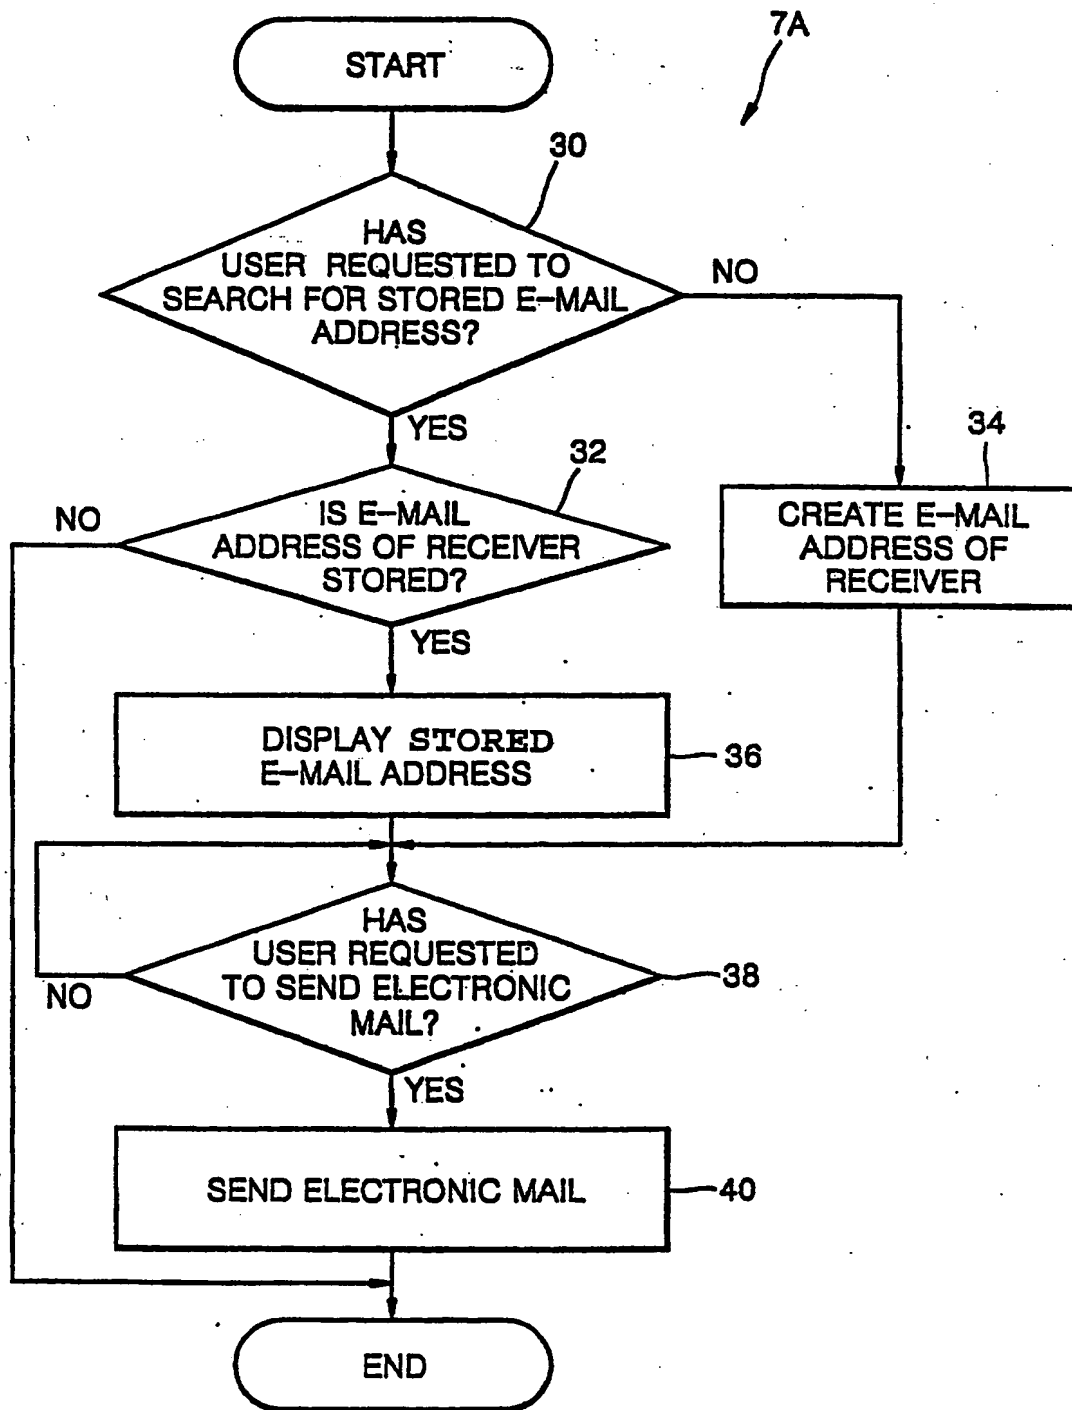 7A
START
30
HAS
USER REQUESTED TO
SEARCH FOR STORED E-MAIL
ADDRESS?
NO
YES
32
34
NO
IS E-MAIL
ADDRESS OF RECEIVER
STORED?
CREATE E-MAIL
ADDRESS OF
RECEIVER
YES
DISPLAY STORED
E-MAIL ADDRESS
36
HAS
USER REQUESTED
TO SEND ELECTRONIC
MAIL?
38
NO
YES
SEND ELECTRONIC MAIL
40
END